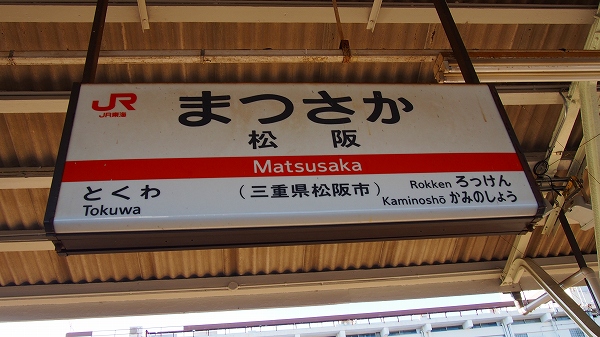 JR
JR東海
まつさか
松阪
Matsusaka
とくわ
Tokuwa
(三重県松阪市)
Rokken ろっけん
Kaminoshō かみのしょう